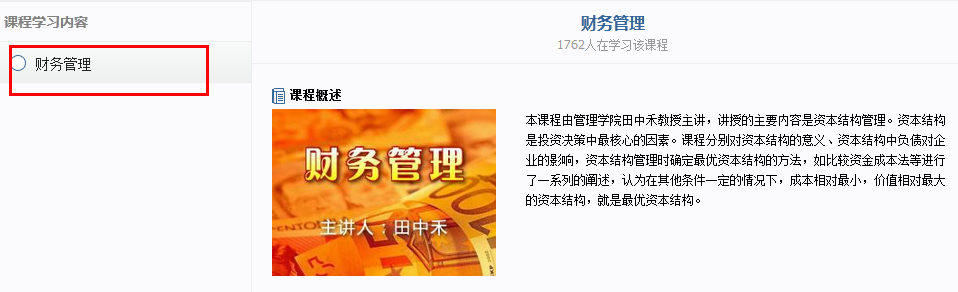 课程学习内容
财务管理
财务管理
1762人在学习该课程
课程概述
财务管理
主讲人：田中禾
本课程由管理学院田中禾教授主讲，讲授的主要内容是资本结构管理。资本结构
是投资决策中最核心的因素。课程分别对资本结构的意义、资本结构中负债对企
业的影响，资本结构管理时确定最优资本结构的方法，如比较资金成本法等进行
了一系列的阐述，认为在其他条件一定的情况下，成本相对最小，价值相对最大
的资本结构，就是最优资本结构。